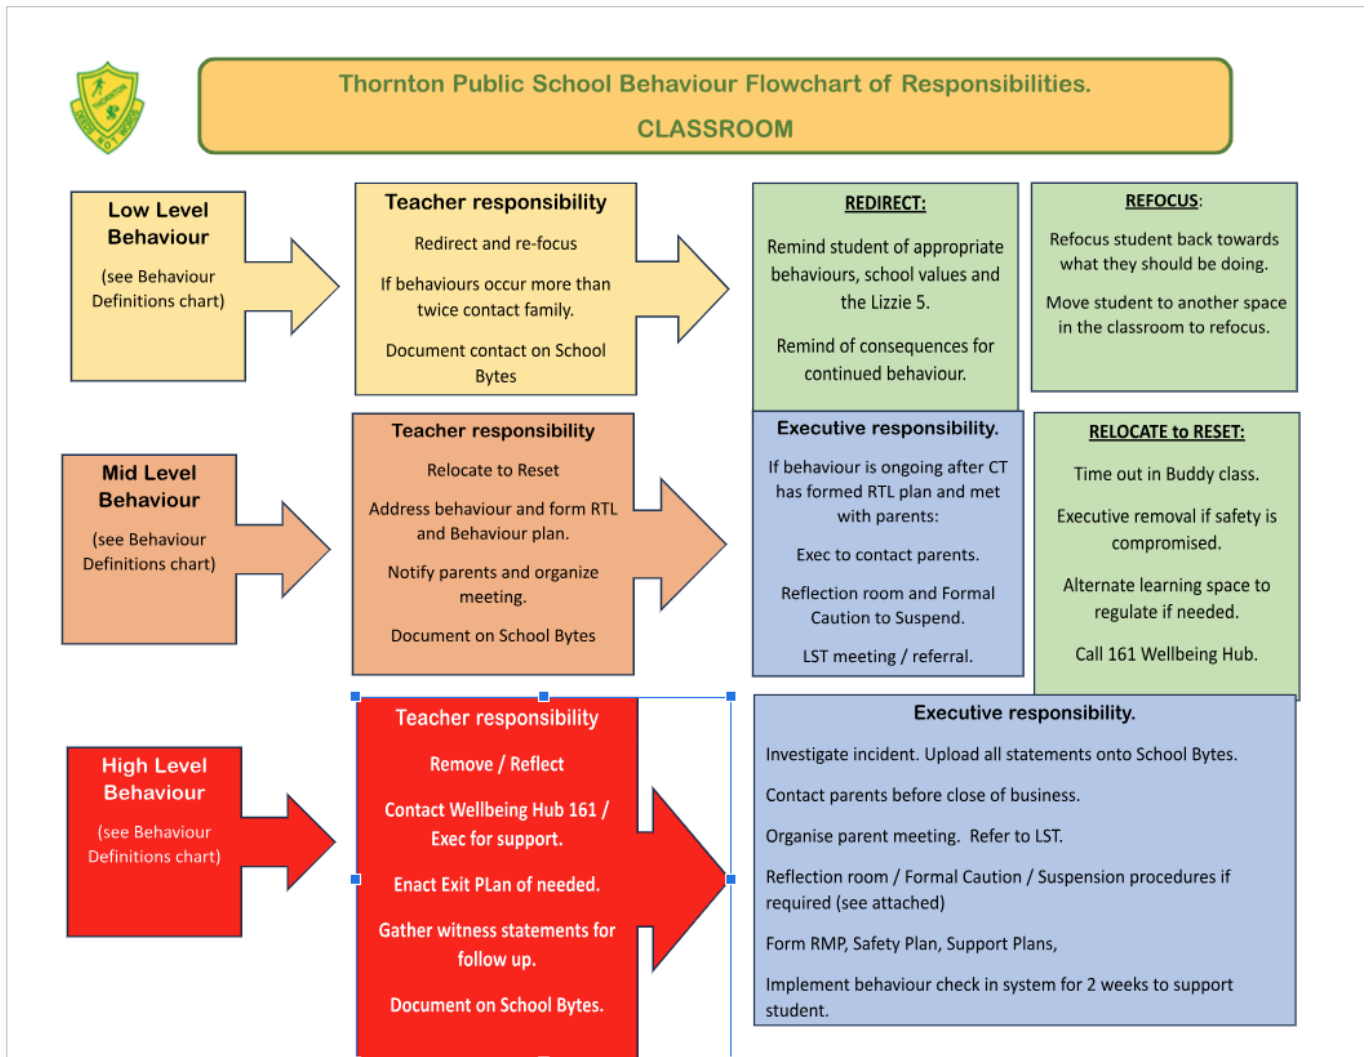 THORNTON
DEEDS NOT WORDS
Thornton Public School Behaviour Flowchart of Responsibilities.
CLASSROOM
Low Level
Behaviour
(see Behaviour
Definitions chart)
Teacher responsibility
Redirect and re-focus
If behaviours occur more than
twice contact family.
Document contact on School
Bytes
REDIRECT:
Remind student of appropriate
behaviours, school values and
the Lizzie 5.
Remind of consequences for
continued behaviour.
REFOCUS:
Refocus student back towards
what they should be doing.
Move student to another space
in the classroom to refocus.
Mid Level
Behaviour
(see Behaviour
Definitions chart)
Teacher responsibility
Relocate to Reset
Address behaviour and form RTL
and Behaviour plan.
Notify parents and organize
meeting.
Document on School Bytes
Executive responsibility.
If behaviour is ongoing after CT
has formed RTL plan and met
with parents:
Exec to contact parents.
Reflection room and Formal
Caution to Suspend.
LST meeting / referral.
RELOCATE to RESET:
Time out in Buddy class.
Executive removal if safety is
compromised.
Alternate learning space to
regulate if needed.
Call 161 Wellbeing Hub.
High Level
Behaviour
(see Behaviour
Definitions chart)
Teacher responsibility
Remove / Reflect
Contact Wellbeing Hub 161 /
Exec for support.
Enact Exit PLan of needed.
Gather witness statements for
follow up.
Document on School Bytes.
Executive responsibility.
Investigate incident. Upload all statements onto School Bytes.
Contact parents before close of business.
Organise parent meeting.  Refer to LST.
Reflection room / Formal Caution / Suspension procedures if
required (see attached)
Form RMP, Safety Plan, Support Plans,
Implement behaviour check in system for 2 weeks to support
student.